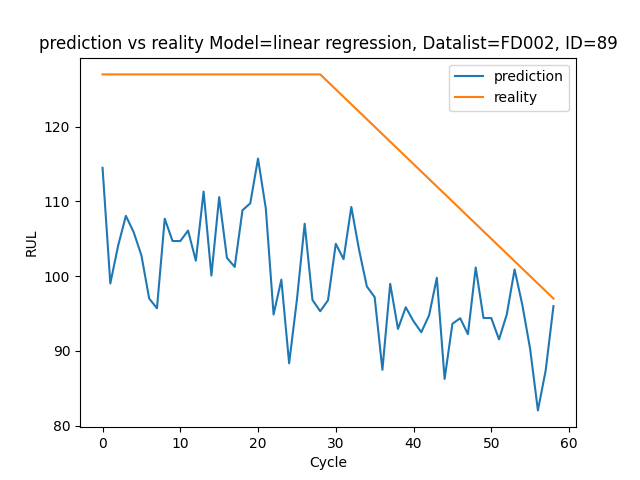 prediction vs reality Model=linear regression, Datalist=FD002, ID=89
prediction
reality
RUL
120
110
100
90
80
0 10 20 30 40 50 60
Cycle